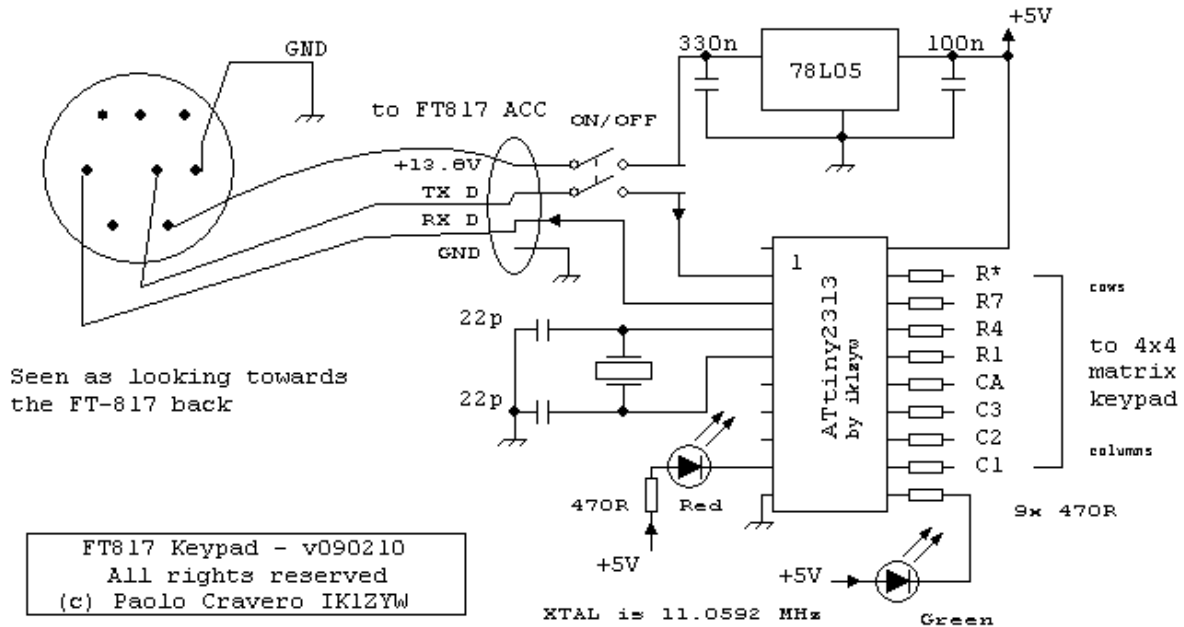 GND
to FT817 ACC
+13.8V
TX D
RX D
GND
ON/OFF
330n
78L05
100n
+5V
1
ATtiny2313
by ik1zyw
R*
R7
R4
R1
CA
C3
C2
C1
rows
to 4x4
matrix
keypad
columns
9x 470R
22p
22p
Seen as looking towards
the FT-817 back
470R
Red
+5V
+5V
Green
XTAL is 11.0592 MHz
FT817 Keypad - v090210
All rights reserved
(c) Paolo Cravero IK1ZYW